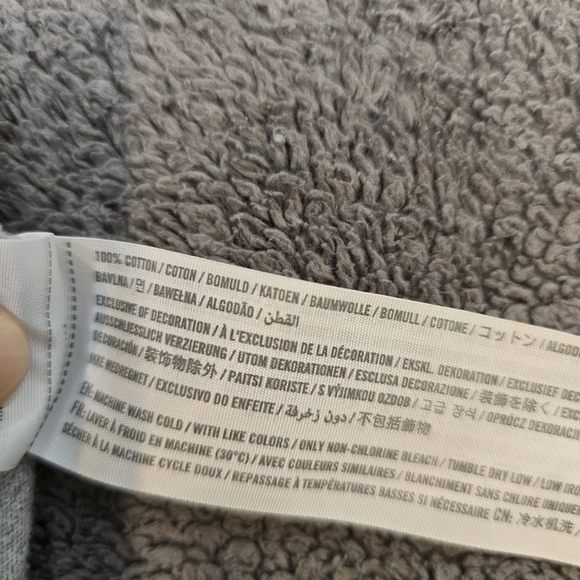 100% COTTON / COTON / BOMULD / KATOEN / BAUMWOLLE / BOMULL / COTONE / コットン / ALGOD
BAVLNA / 면 / BAWEŁNA / ALGODÃO / القطن
EXCLUSIVE OF DECORATION / À L'EXCLUSION DE LA DÉCORATION / EKSKL. DEKORATION / EXCLUSIEF DE
AUSSCHLIESSLICH VERZIERUNG / UTOM DEKORATIONEN / ESCLUSA DECORAZIONE / 装飾を除く / EXC
DECORACIÓN / 装饰物除外 / PAITSI KORISTE / S VÝJIMKOU OZDOB / 고급 장식 / OPRÓCZ DEKORAC
IKKE MEDREGNET / EXCLUSIVO DO ENFEITE / دون زخرفة / 不包括飾物
EN: MACHINE WASH COLD / WITH LIKE COLORS / ONLY NON-CHLORINE BLEACH / TUMBLE DRY LOW / LOW IRO
FR: LAVER À FROID EN MACHINE (30°C) / AVEC COULEURS SIMILAIRES / BLANCHIMENT SANS CHLORE UNIQUE
SÉCHER À LA MACHINE CYCLE DOUX / REPASSAGE À TEMPÉRATURES BASSES SI NÉCESSAIRE CN: 冷水机洗 /